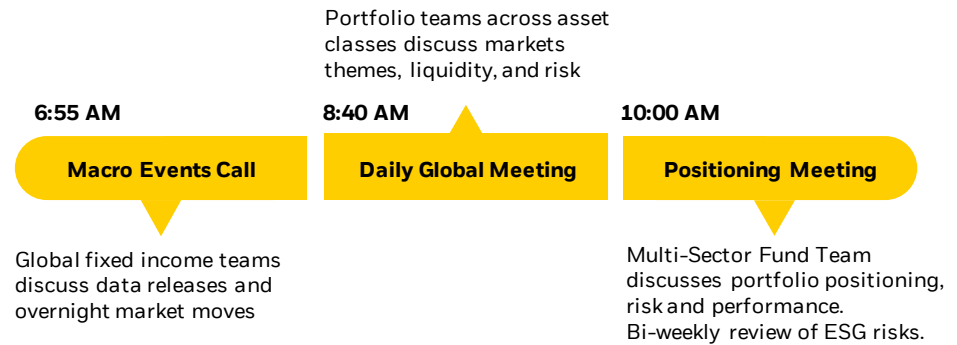 Portfolio teams across asset
classes discuss markets
themes, liquidity, and risk
6:55 AM
8:40 AM
10:00 AM
Macro Events Call
Daily Global Meeting
Positioning Meeting
Global fixed income teams
discuss data releases and
overnight market moves
Multi-Sector Fund Team
discusses portfolio positioning,
risk and performance.
Bi-weekly review of ESG risks.